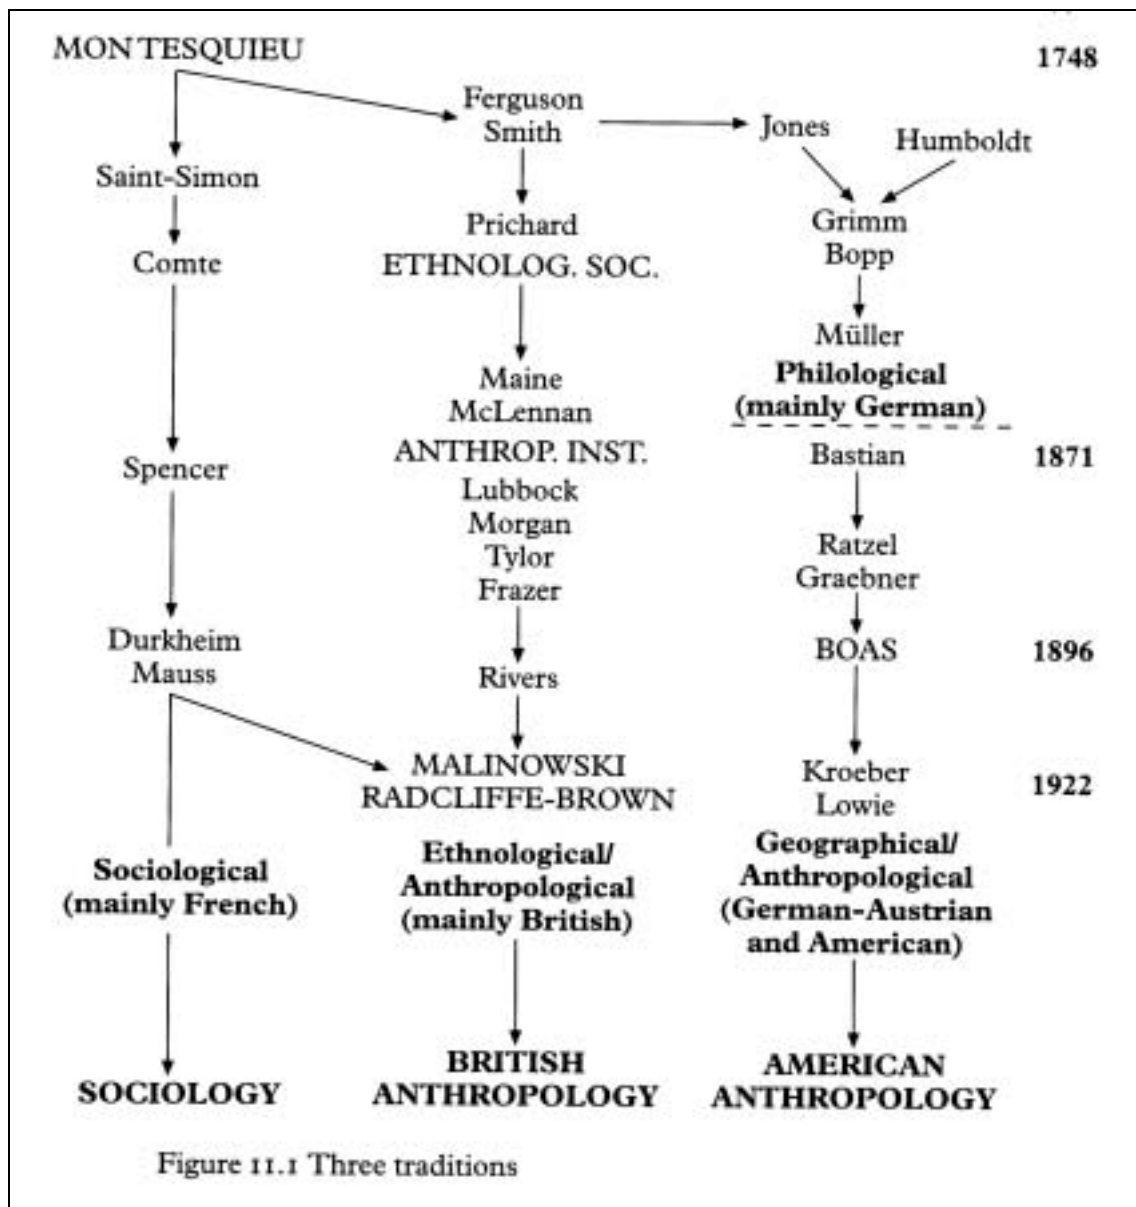 MONTESQUIEU
1748
Ferguson
Smith
Jones
Humboldt
Saint-Simon
Prichard
Grimm
Bopp
Comte
ETHNOLOG. SOC.
Müller
Maine
McLennan
Philological
(mainly German)
ANTHROP. INST.
Bastian
1871
Spencer
Lubbock
Morgan
Tylor
Frazer
Ratzel
Graebner
Durkheim
Mauss
BOAS
1896
Rivers
MALINOWSKI
RADCLIFFE-BROWN
Kroeber
Lowie
1922
Sociological
(mainly French)
Ethnological/
Anthropological
(mainly British)
Geographical/
Anthropological
(German-Austrian
and American)
SOCIOLOGY
BRITISH
ANTHROPOLOGY
AMERICAN
ANTHROPOLOGY
Figure 11.1 Three traditions